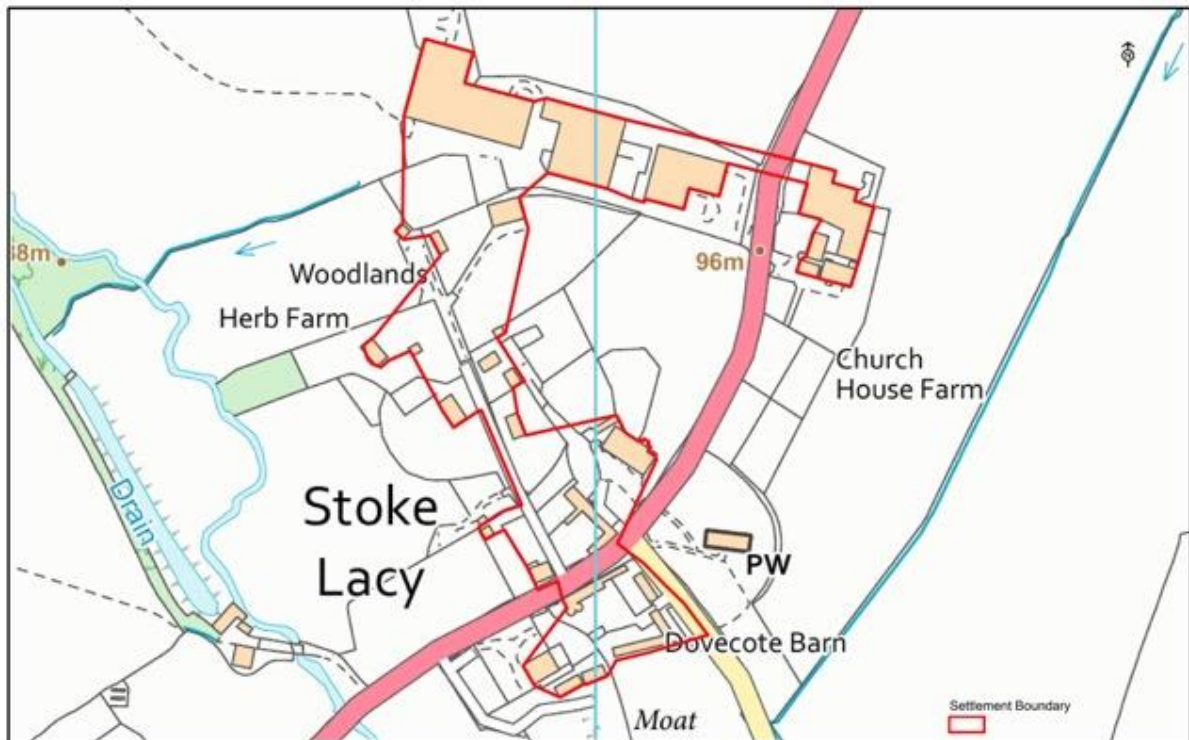 Woodlands
96m
Herb Farm
Church
House Farm
Drain
Stoke
Lacy
PW
Dovecote Barn
Moat
Settlement Boundary